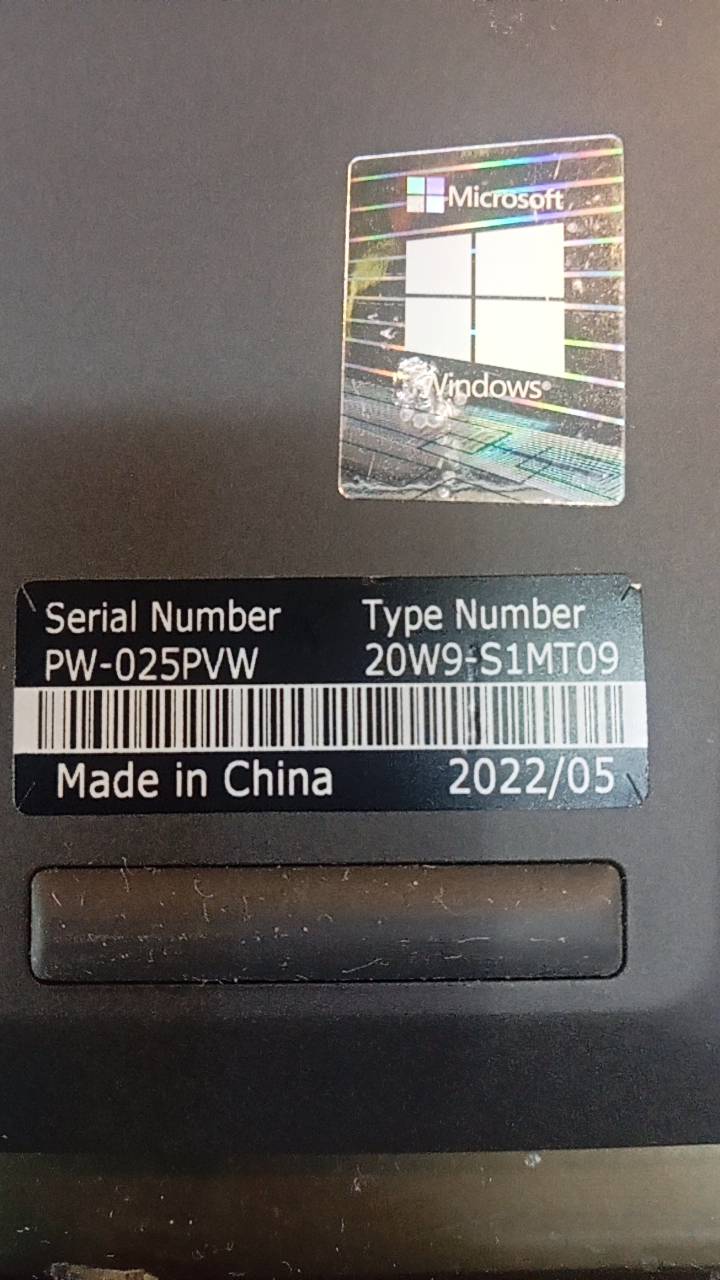 Microsoft
Windows®
Serial Number Type Number
PW-025PVW 20W9-S1MT09
Made in China 2022/05